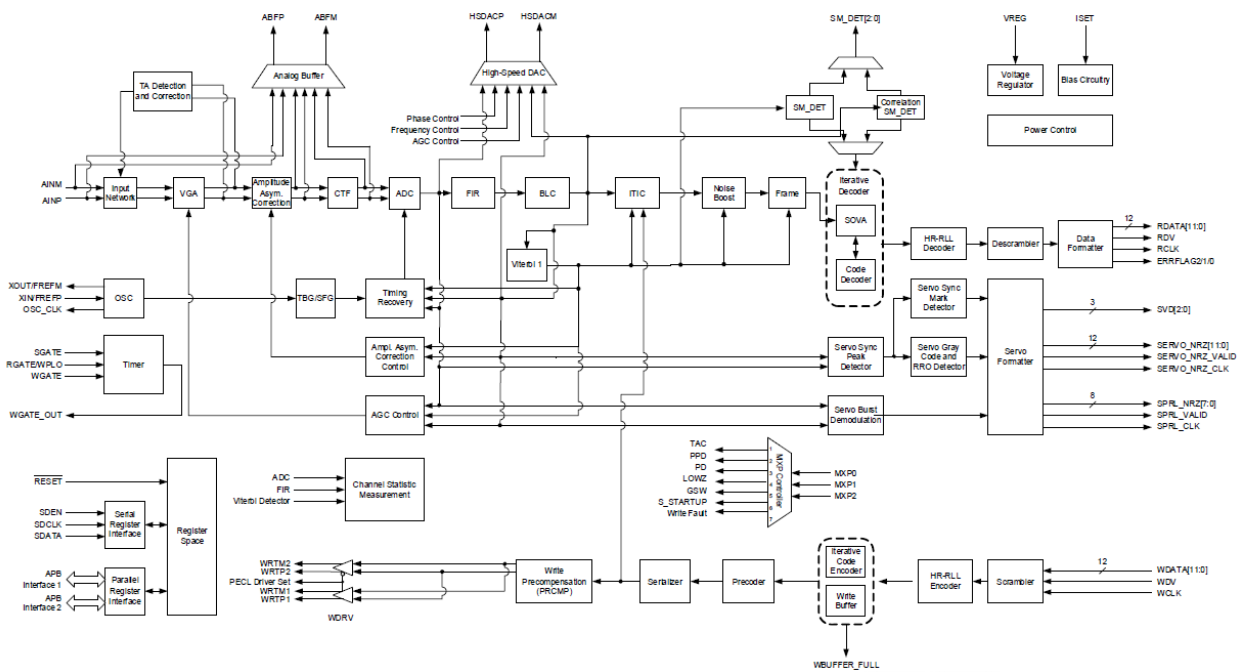 ABFP
ABFM
HSDACP
HSDACM
SM_DET[2:0]
VREG
ISET
Analog Buffer
High-Speed DAC
TA Detection
and Correction
Voltage
Regulator
Bias Circuitry
SM_DET
Correlation
SM_DET
Phase Control
Frequency Control
AGC Control
Power Control
AINM
AINP
Input
Network
VGA
Amplitude
Asym.
Correction
CTF
ADC
FIR
BLC
ITIC
Noise
Boost
Frame
Iterative
Decoder
SOVA
Code
Decoder
HR-RLL
Decoder
Descrambler
Data
Formatter
12
RDATA[11:0]
RDV
RCLK
ERRFLAG2/1/0
Viterbi 1
XOUT/FREFM
XIN/FREFP
OSC_CLK
OSC
TBG/SFG
Timing
Recovery
Servo Sync
Mark
Detector
3
SVD[2:0]
SGATE
RGATE/WPLO
WGATE
WGATE_OUT
Timer
Ampl. Asym.
Correction
Control
Servo Sync
Peak
Detector
Servo Gray
Code and
RRO Detector
Servo
Formatter
12
SERVO_NRZ[11:0]
SERVO_NRZ_VALID
SERVO_NRZ_CLK
AGC Control
Servo Burst
Demodulation
8
SPRL_NRZ[7:0]
SPRL_VALID
SPRL_CLK
TAC
PPD
PD
LOWZ
GSW
S_STARTUP
Write Fault
1
2
3
4
5
6
7
MXP Controller
MXP0
MXP1
MXP2
RESET
SDEN
SDCLK
SDATA
Serial
Register
Interface
Register
Space
APB
Interface 1
APB
Interface 2
Parallel
Register
Interface
ADC
FIR
Viterbi Detector
Channel Statistic
Measurement
WRTM2
WRTP2
PECL Driver Set
WRTM1
WRTP1
WDRV
Write
Precompensation
(PRCMP)
Serializer
Precoder
Iterative
Code
Encoder
Write
Buffer
WBUFFER_FULL
HR-RLL
Encoder
Scrambler
12
WDATA[11:0]
WDV
WCLK